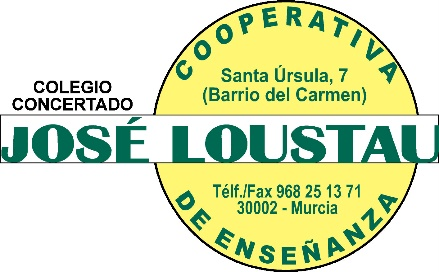 COOPERATIVA
Santa Úrsula, 7
(Barrio del Carmen)
COLEGIO
CONCERTADO
JOSÉ LOUSTAU
Télf./Fax 968 25 13 71
30002 - Murcia
DE ENSEÑANZA